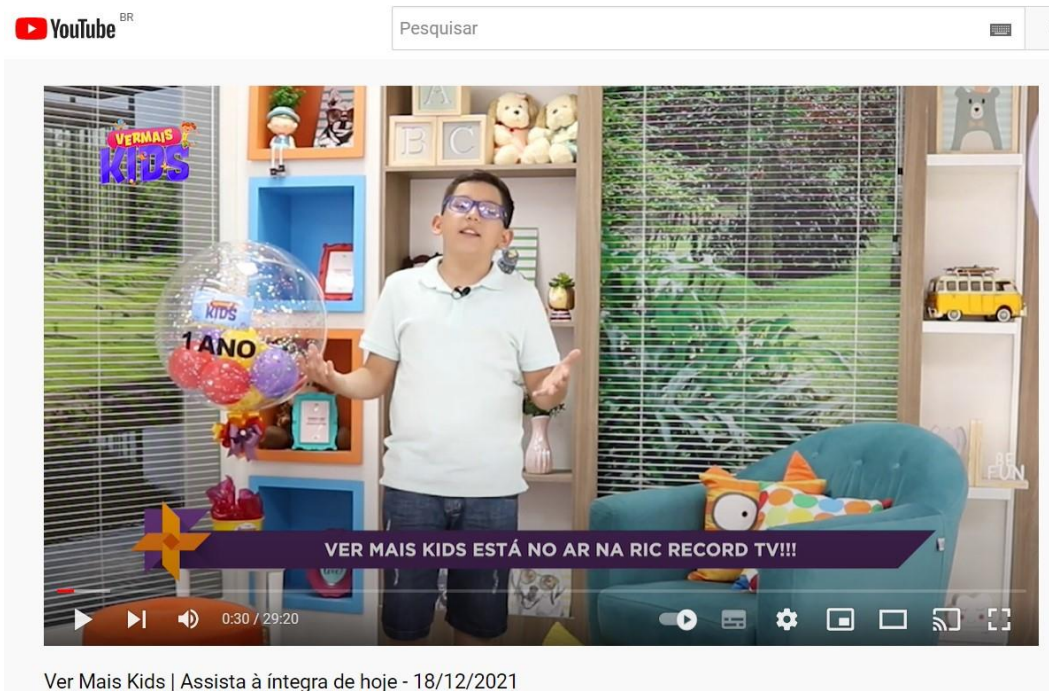 YouTube BR
Pesquisar
VERMAIS
KIDS
A
B C
KIDS
1 ANO
BE
FUN
VER MAIS KIDS ESTÁ NO AR NA RIC RECORD TV!!!
0:30 / 29:20
Ver Mais Kids | Assista à íntegra de hoje - 18/12/2021